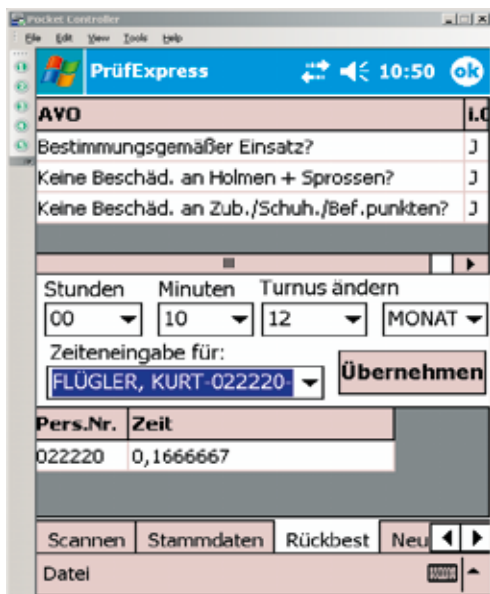 Pocket Controller
File Edit View Tools Help
PrüfExpress 10:50 ok
AVO i.O
Bestimmungsgemäßer Einsatz? J
Keine Beschäd. an Holmen + Sprossen? J
Keine Beschäd. an Zub./Schuh./Bef.punkten? J
Stunden Minuten Turnus ändern
00 10 12 MONAT
Zeiteneingabe für:
FLÜGLER, KURT-022220- Übernehmen
Pers.Nr. Zeit
022220 0,1666667
Scannen Stammdaten Rückbest Neu
Datei